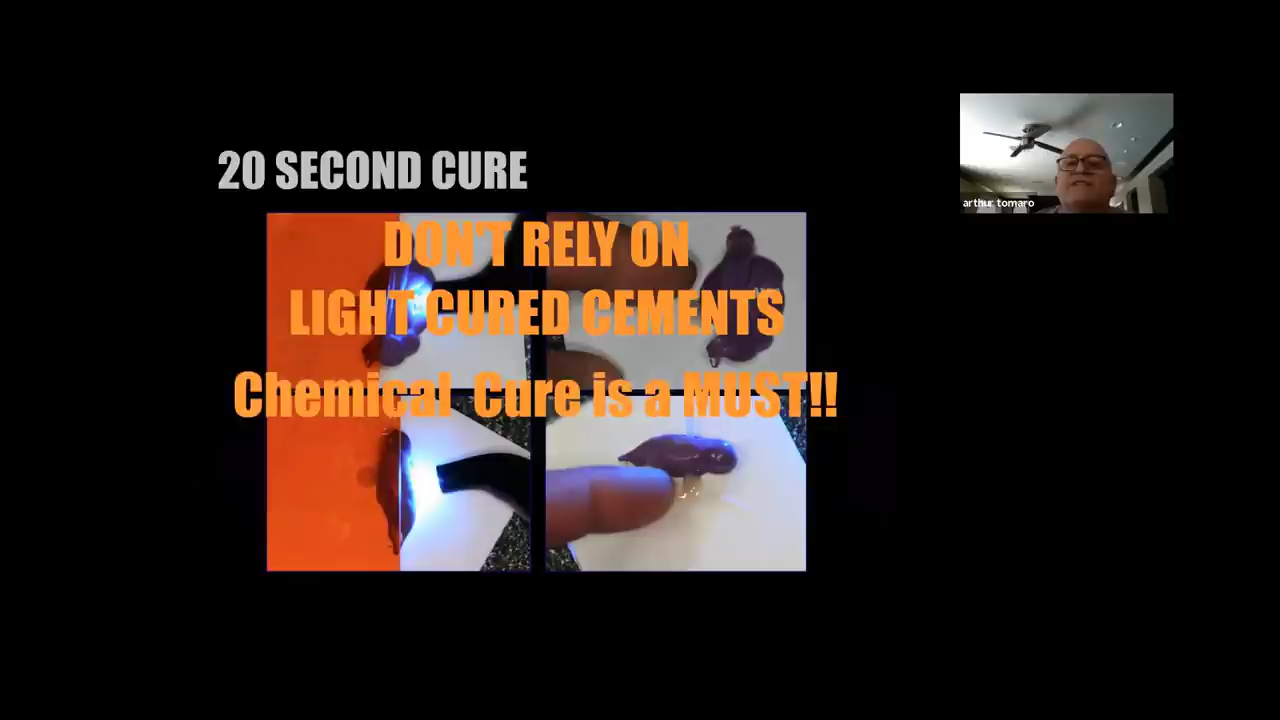 20 SECOND CURE
arthur tomaro
DON'T RELY ON
LIGHT CURED CEMENTS
Chemical Cure is a MUST!!